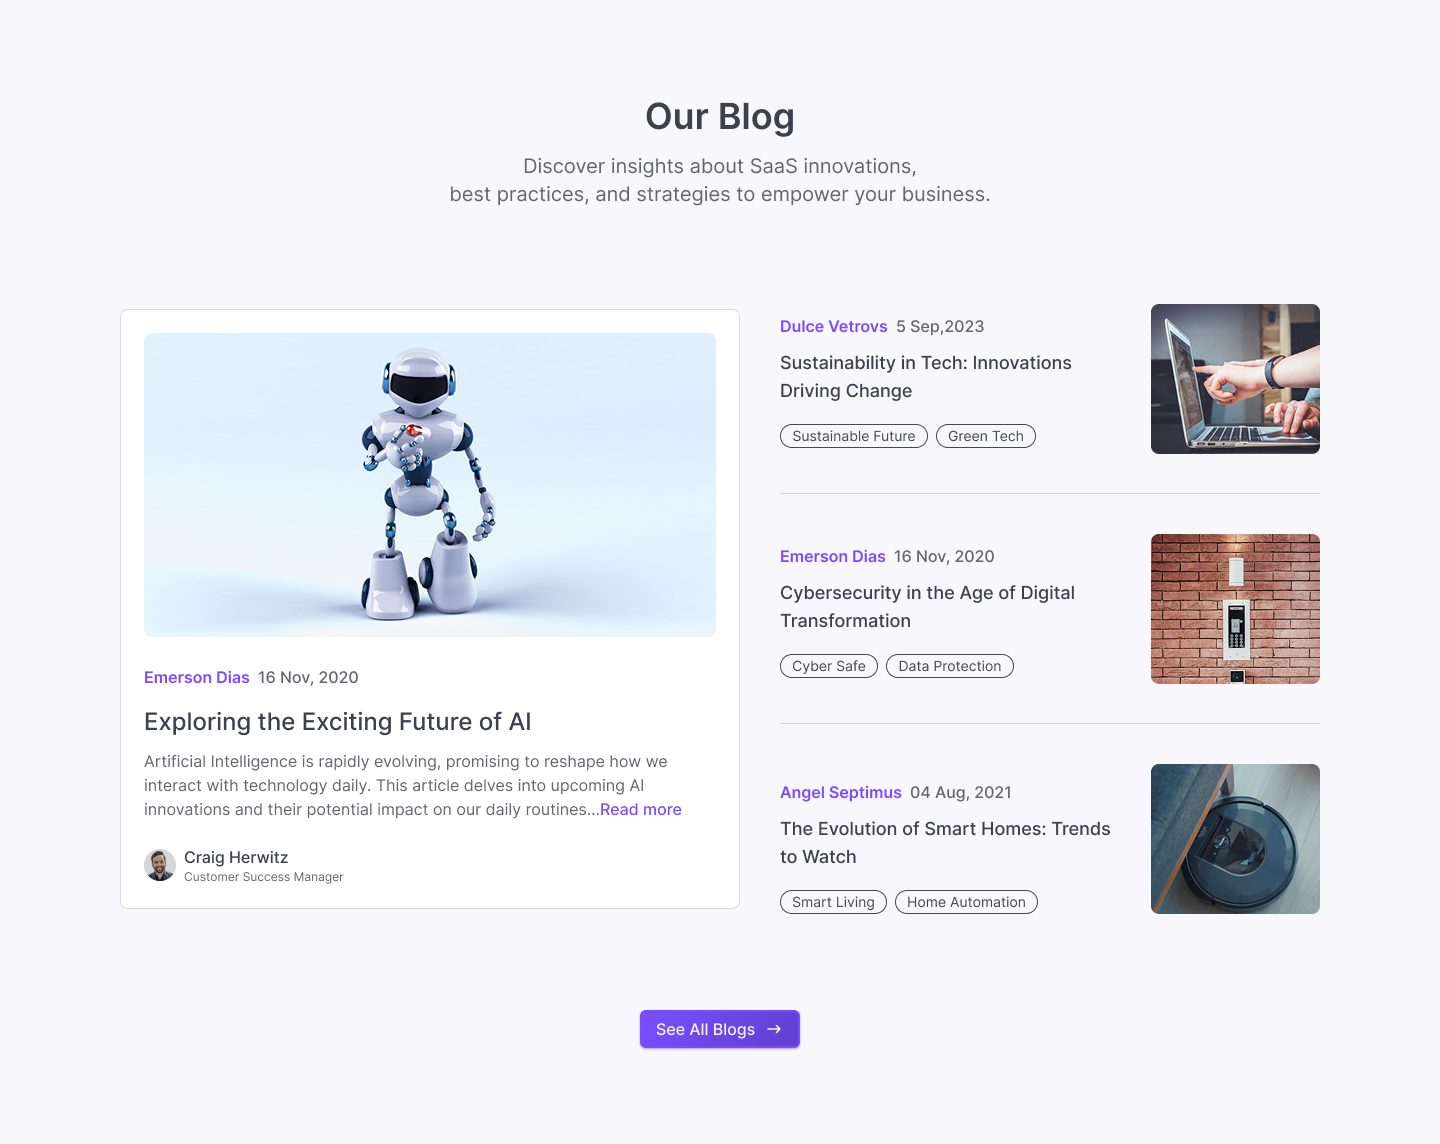 Our Blog
Discover insights about SaaS innovations,
best practices, and strategies to empower your business.
Emerson Dias 16 Nov, 2020
Exploring the Exciting Future of AI
Artificial Intelligence is rapidly evolving, promising to reshape how we
interact with technology daily. This article delves into upcoming AI
innovations and their potential impact on our daily routines...Read more
Craig Herwitz
Customer Success Manager
Dulce Vetrovs 5 Sep,2023
Sustainability in Tech: Innovations
Driving Change
Sustainable Future Green Tech
Emerson Dias 16 Nov, 2020
Cybersecurity in the Age of Digital
Transformation
Cyber Safe Data Protection
Angel Septimus 04 Aug, 2021
The Evolution of Smart Homes: Trends
to Watch
Smart Living Home Automation
See All Blogs →